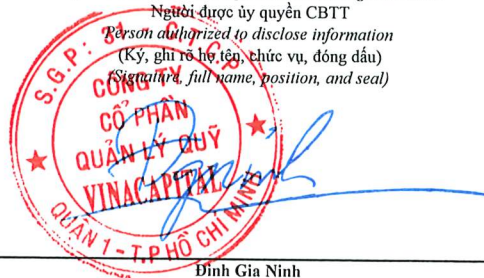 Người được ủy quyền CBTT
Person authorized to disclose information
(Ký, ghi rõ họ tên, chức vụ, đóng dấu)
(Signature, full name, position, and seal)
S.G.P: 31
C.T.C.P
CÔNG TY
CỔ PHẦN
QUẢN LÝ QUỸ
VINACAPITAL
QUẬN 1 - T.P HỒ CHÍ MINH
Đinh Gia Ninh